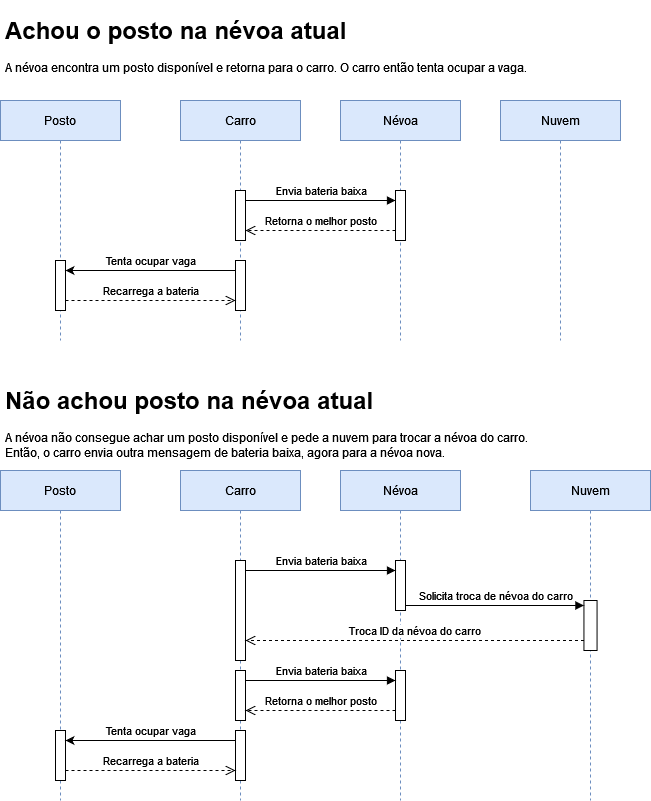 Achou o posto na névoa atual
A névoa encontra um posto disponível e retorna para o carro. O carro então tenta ocupar a vaga.
Posto
Carro
Névoa
Nuvem
Envia bateria baixa
Retorna o melhor posto
Tenta ocupar vaga
Recarrega a bateria
Não achou posto na névoa atual
A névoa não consegue achar um posto disponível e pede a nuvem para trocar a névoa do carro.
Então, o carro envia outra mensagem de bateria baixa, agora para a névoa nova.
Posto
Carro
Névoa
Nuvem
Envia bateria baixa
Solicita troca de névoa do carro
Troca ID da névoa do carro
Envia bateria baixa
Retorna o melhor posto
Tenta ocupar vaga
Recarrega a bateria